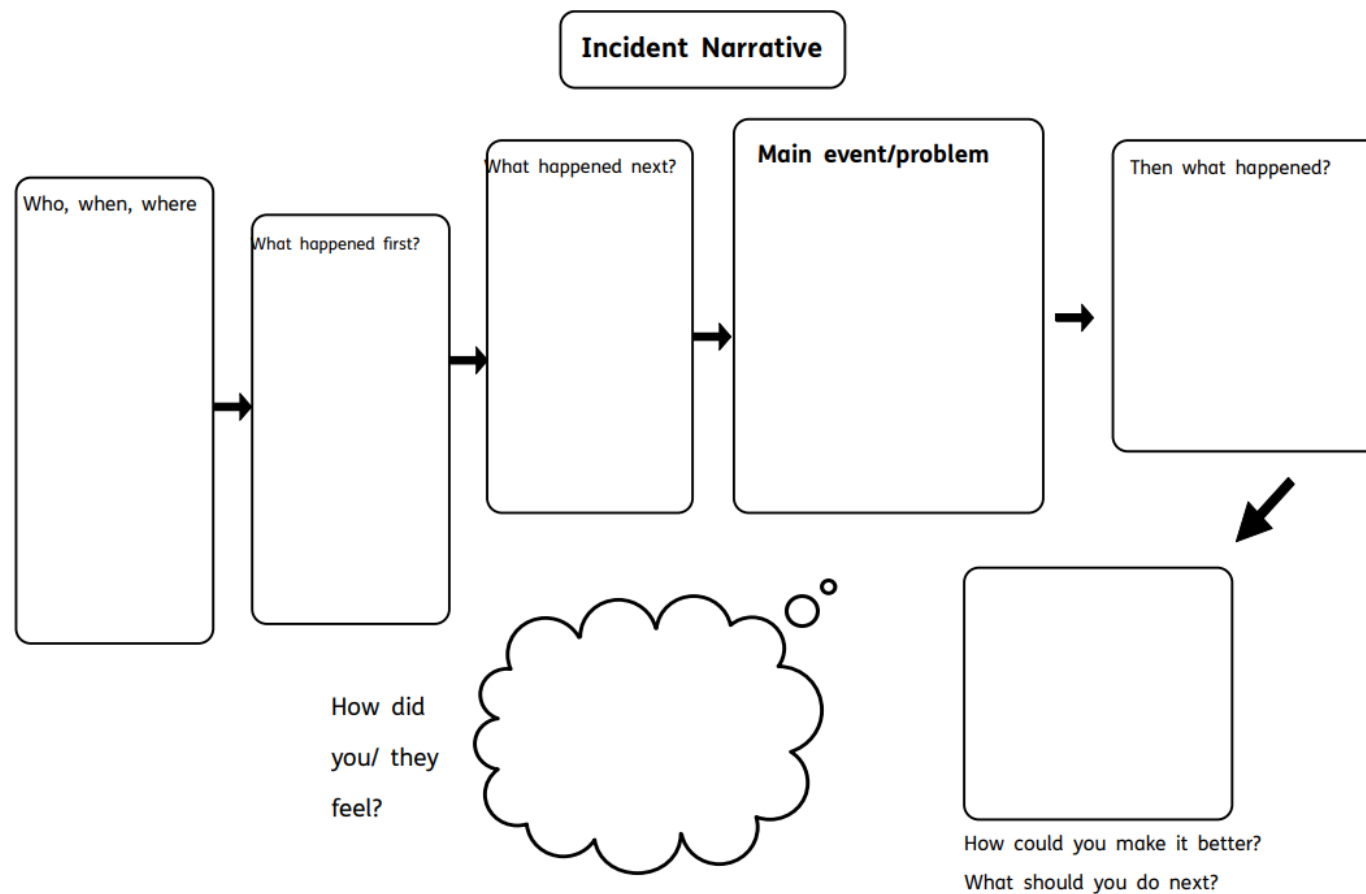 Incident Narrative
Who, when, where
What happened first?
What happened next?
Main event/problem
Then what happened?
How did
you/ they
feel?
How could you make it better?
What should you do next?